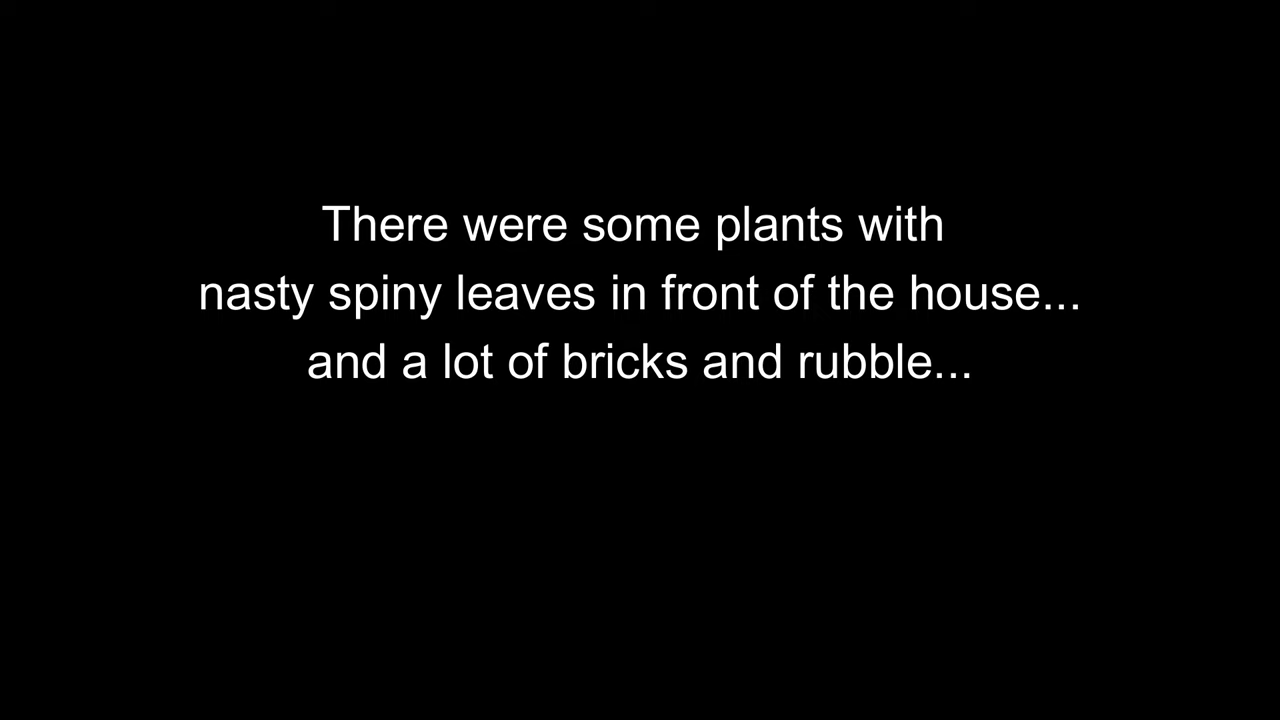 There were some plants with
nasty spiny leaves in front of the house...
and a lot of bricks and rubble...